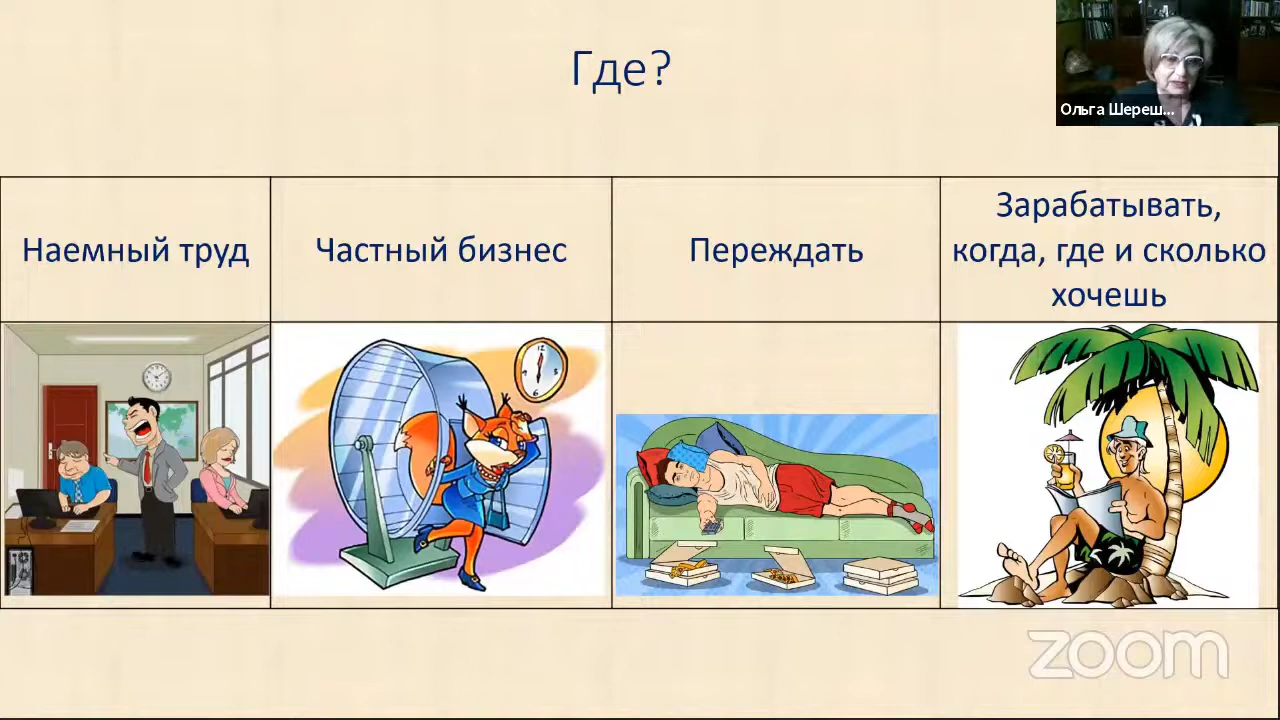 Где?
Ольга Шереш...
Наемный труд
Частный бизнес
Переждать
Зарабатывать,
когда, где и сколько
хочешь
zoom